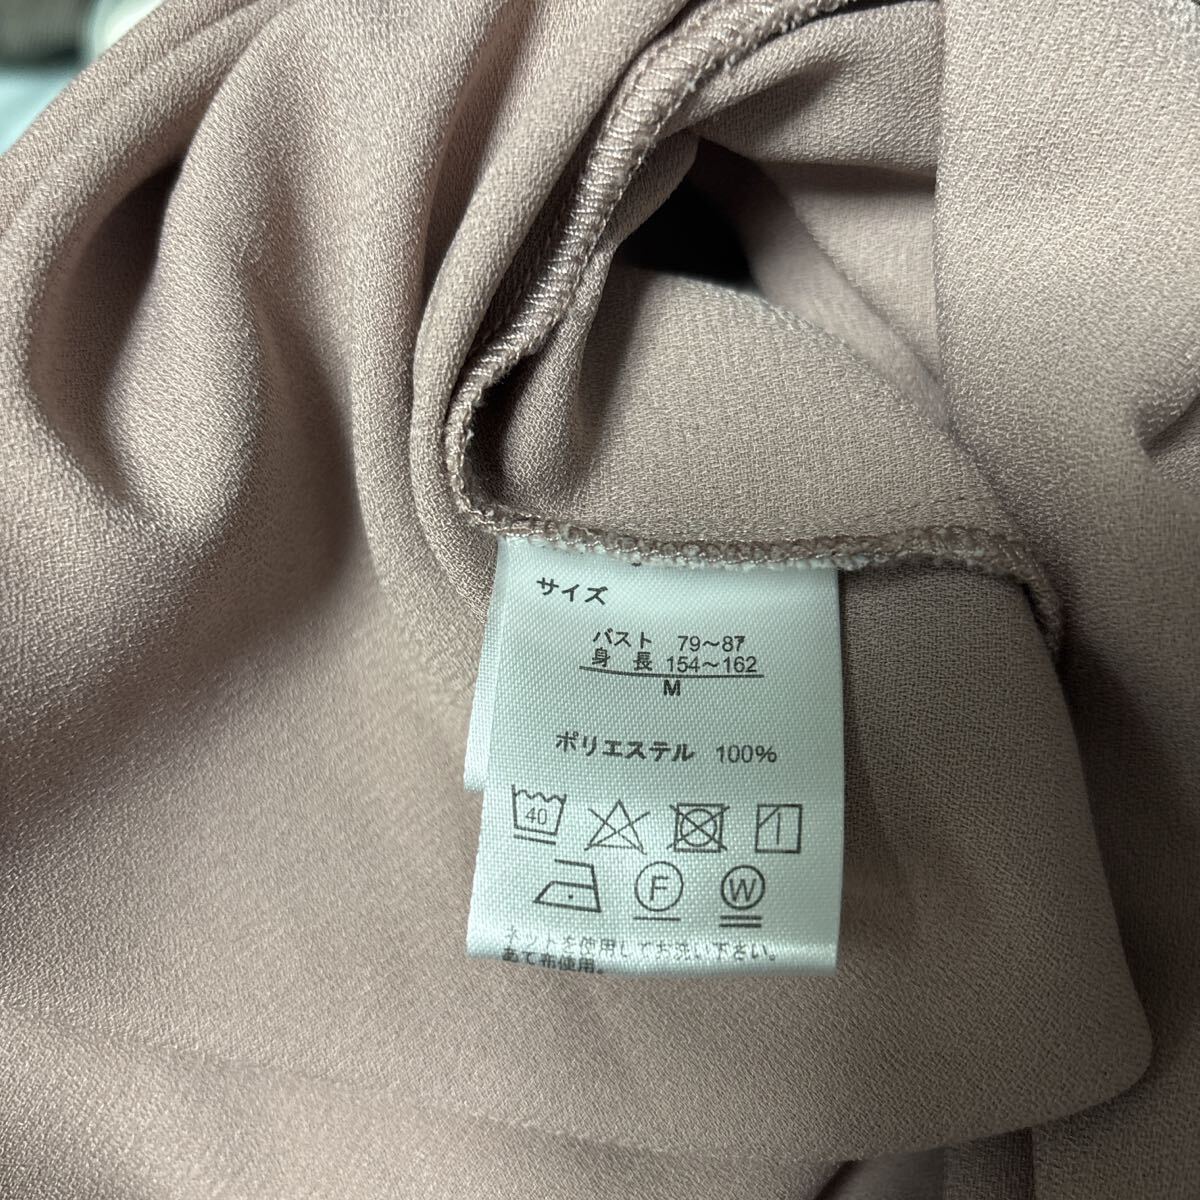 サイズ
バスト 79～87
身 長 154～162
M
ポリエステル 100%
40
F W
ネットを使用してお洗い下さい。
あて布使用。